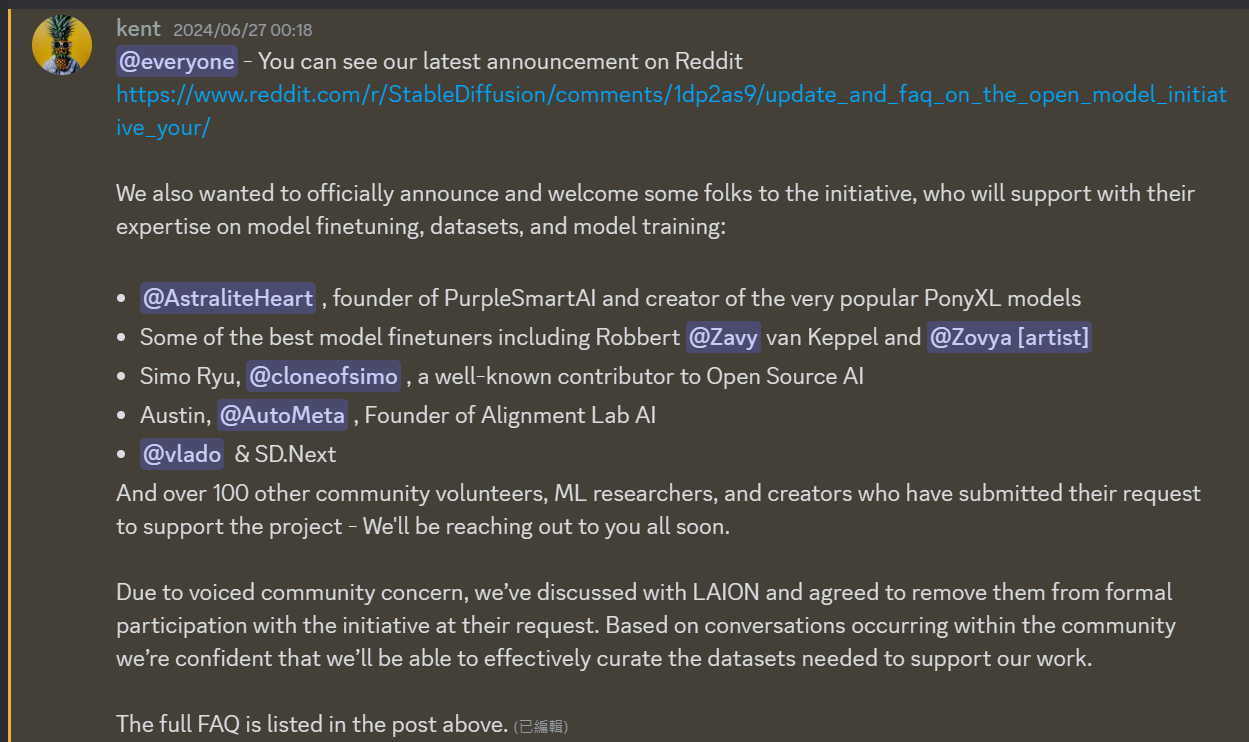 kent 2024/06/27 00:18
@everyone - You can see our latest announcement on Reddit
https://www.reddit.com/r/StableDiffusion/comments/1dp2as9/update_and_faq_on_the_open_model_initiat
ive_your/
We also wanted to officially announce and welcome some folks to the initiative, who will support with their
expertise on model finetuning, datasets, and model training:
• @AstraliteHeart , founder of PurpleSmartAI and creator of the very popular PonyXL models
• Some of the best model finetuners including Robbert @Zavy van Keppel and @Zovya [artist]
• Simo Ryu, @cloneofsimo , a well-known contributor to Open Source AI
• Austin, @AutoMeta , Founder of Alignment Lab AI
• @vlado & SD.Next
And over 100 other community volunteers, ML researchers, and creators who have submitted their request
to support the project - We'll be reaching out to you all soon.
Due to voiced community concern, we’ve discussed with LAION and agreed to remove them from formal
participation with the initiative at their request. Based on conversations occurring within the community
we’re confident that we’ll be able to effectively curate the datasets needed to support our work.
The full FAQ is listed in the post above. (已編輯)